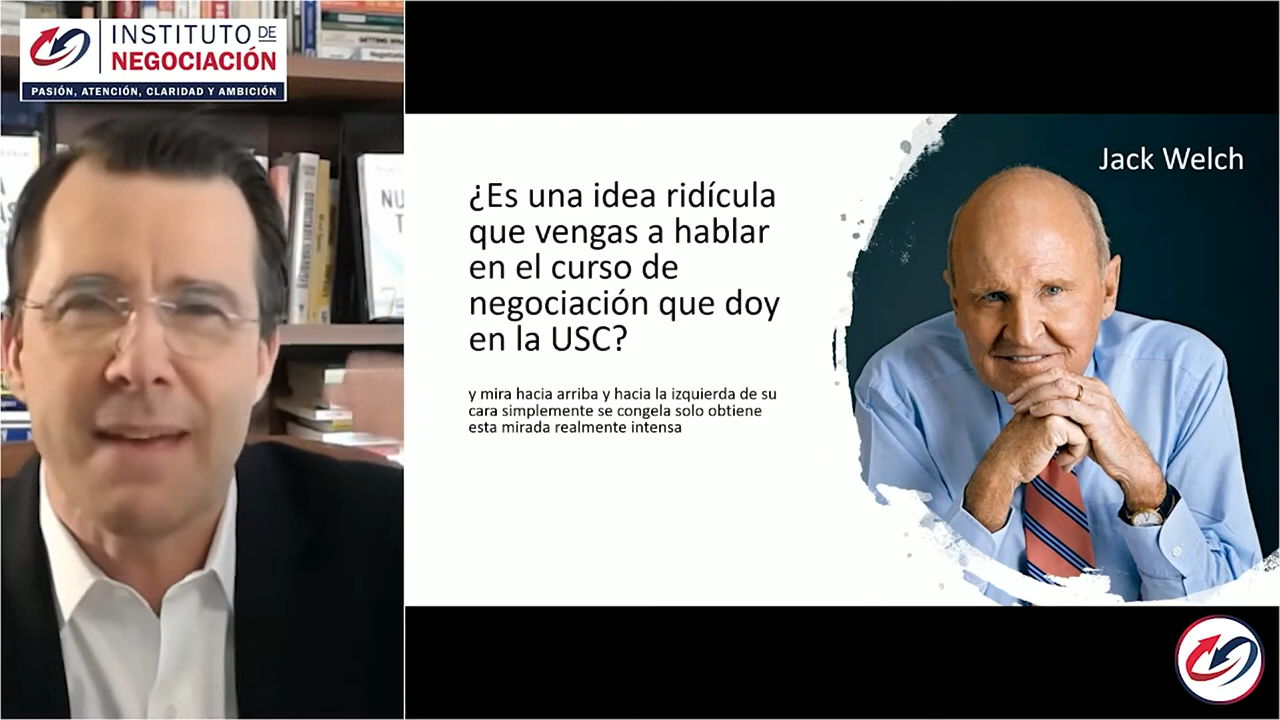 INSTITUTO DE
NEGOCIACIÓN
PASIÓN, ATENCIÓN, CLARIDAD Y AMBICIÓN
GETTING
NU
T
Jack Welch
¿Es una idea ridícula
que vengas a hablar
en el curso de
negociación que doy
en la USC?
y mira hacia arriba y hacia la izquierda de su
cara simplemente se congela solo obtiene
esta mirada realmente intensa